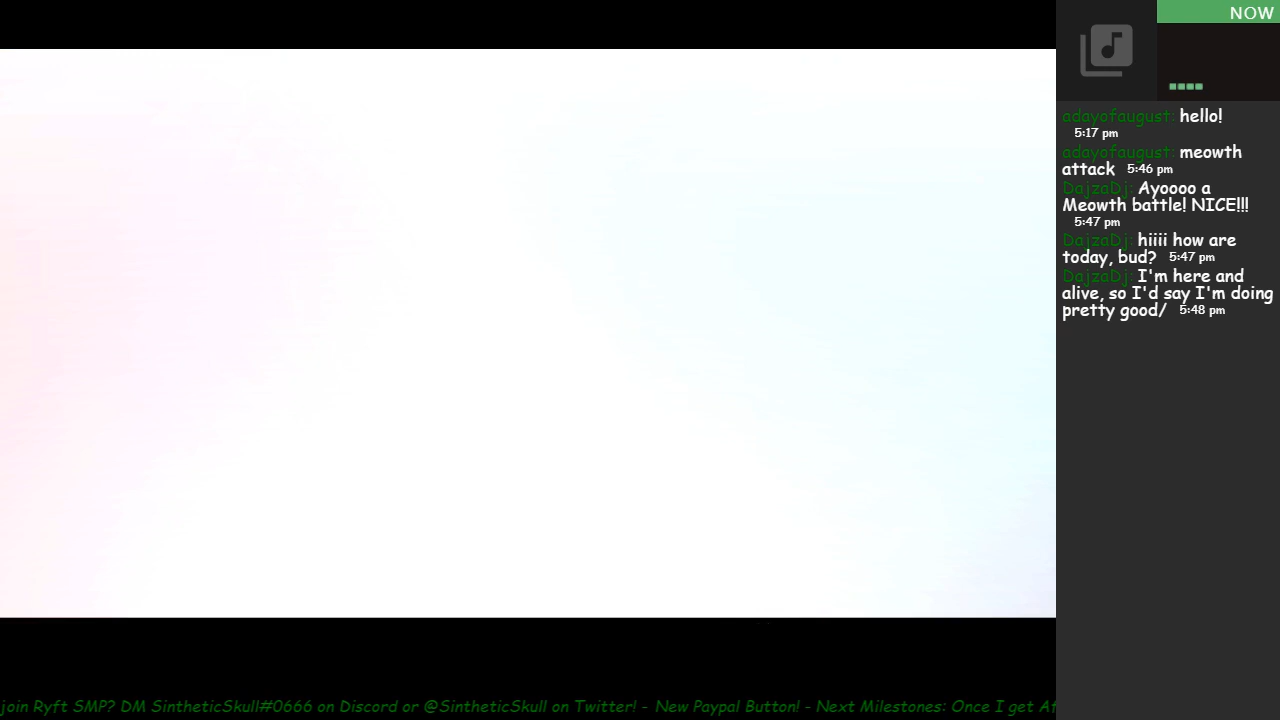 NOW
adayofaugust: hello!
5:17 pm
adayofaugust: meowth
attack 5:46 pm
DajzaDj: Ayoooo a
Meowth battle! NICE!!!
5:47 pm
DajzaDj: hiiii how are
today, bud? 5:47 pm
DajzaDj: I'm here and
alive, so I'd say I'm doing
pretty good/ 5:48 pm
join Ryft SMP? DM SintheticSkull#0666 on Discord or @SintheticSkull on Twitter! - New Paypal Button! - Next Milestones: Once I get Af